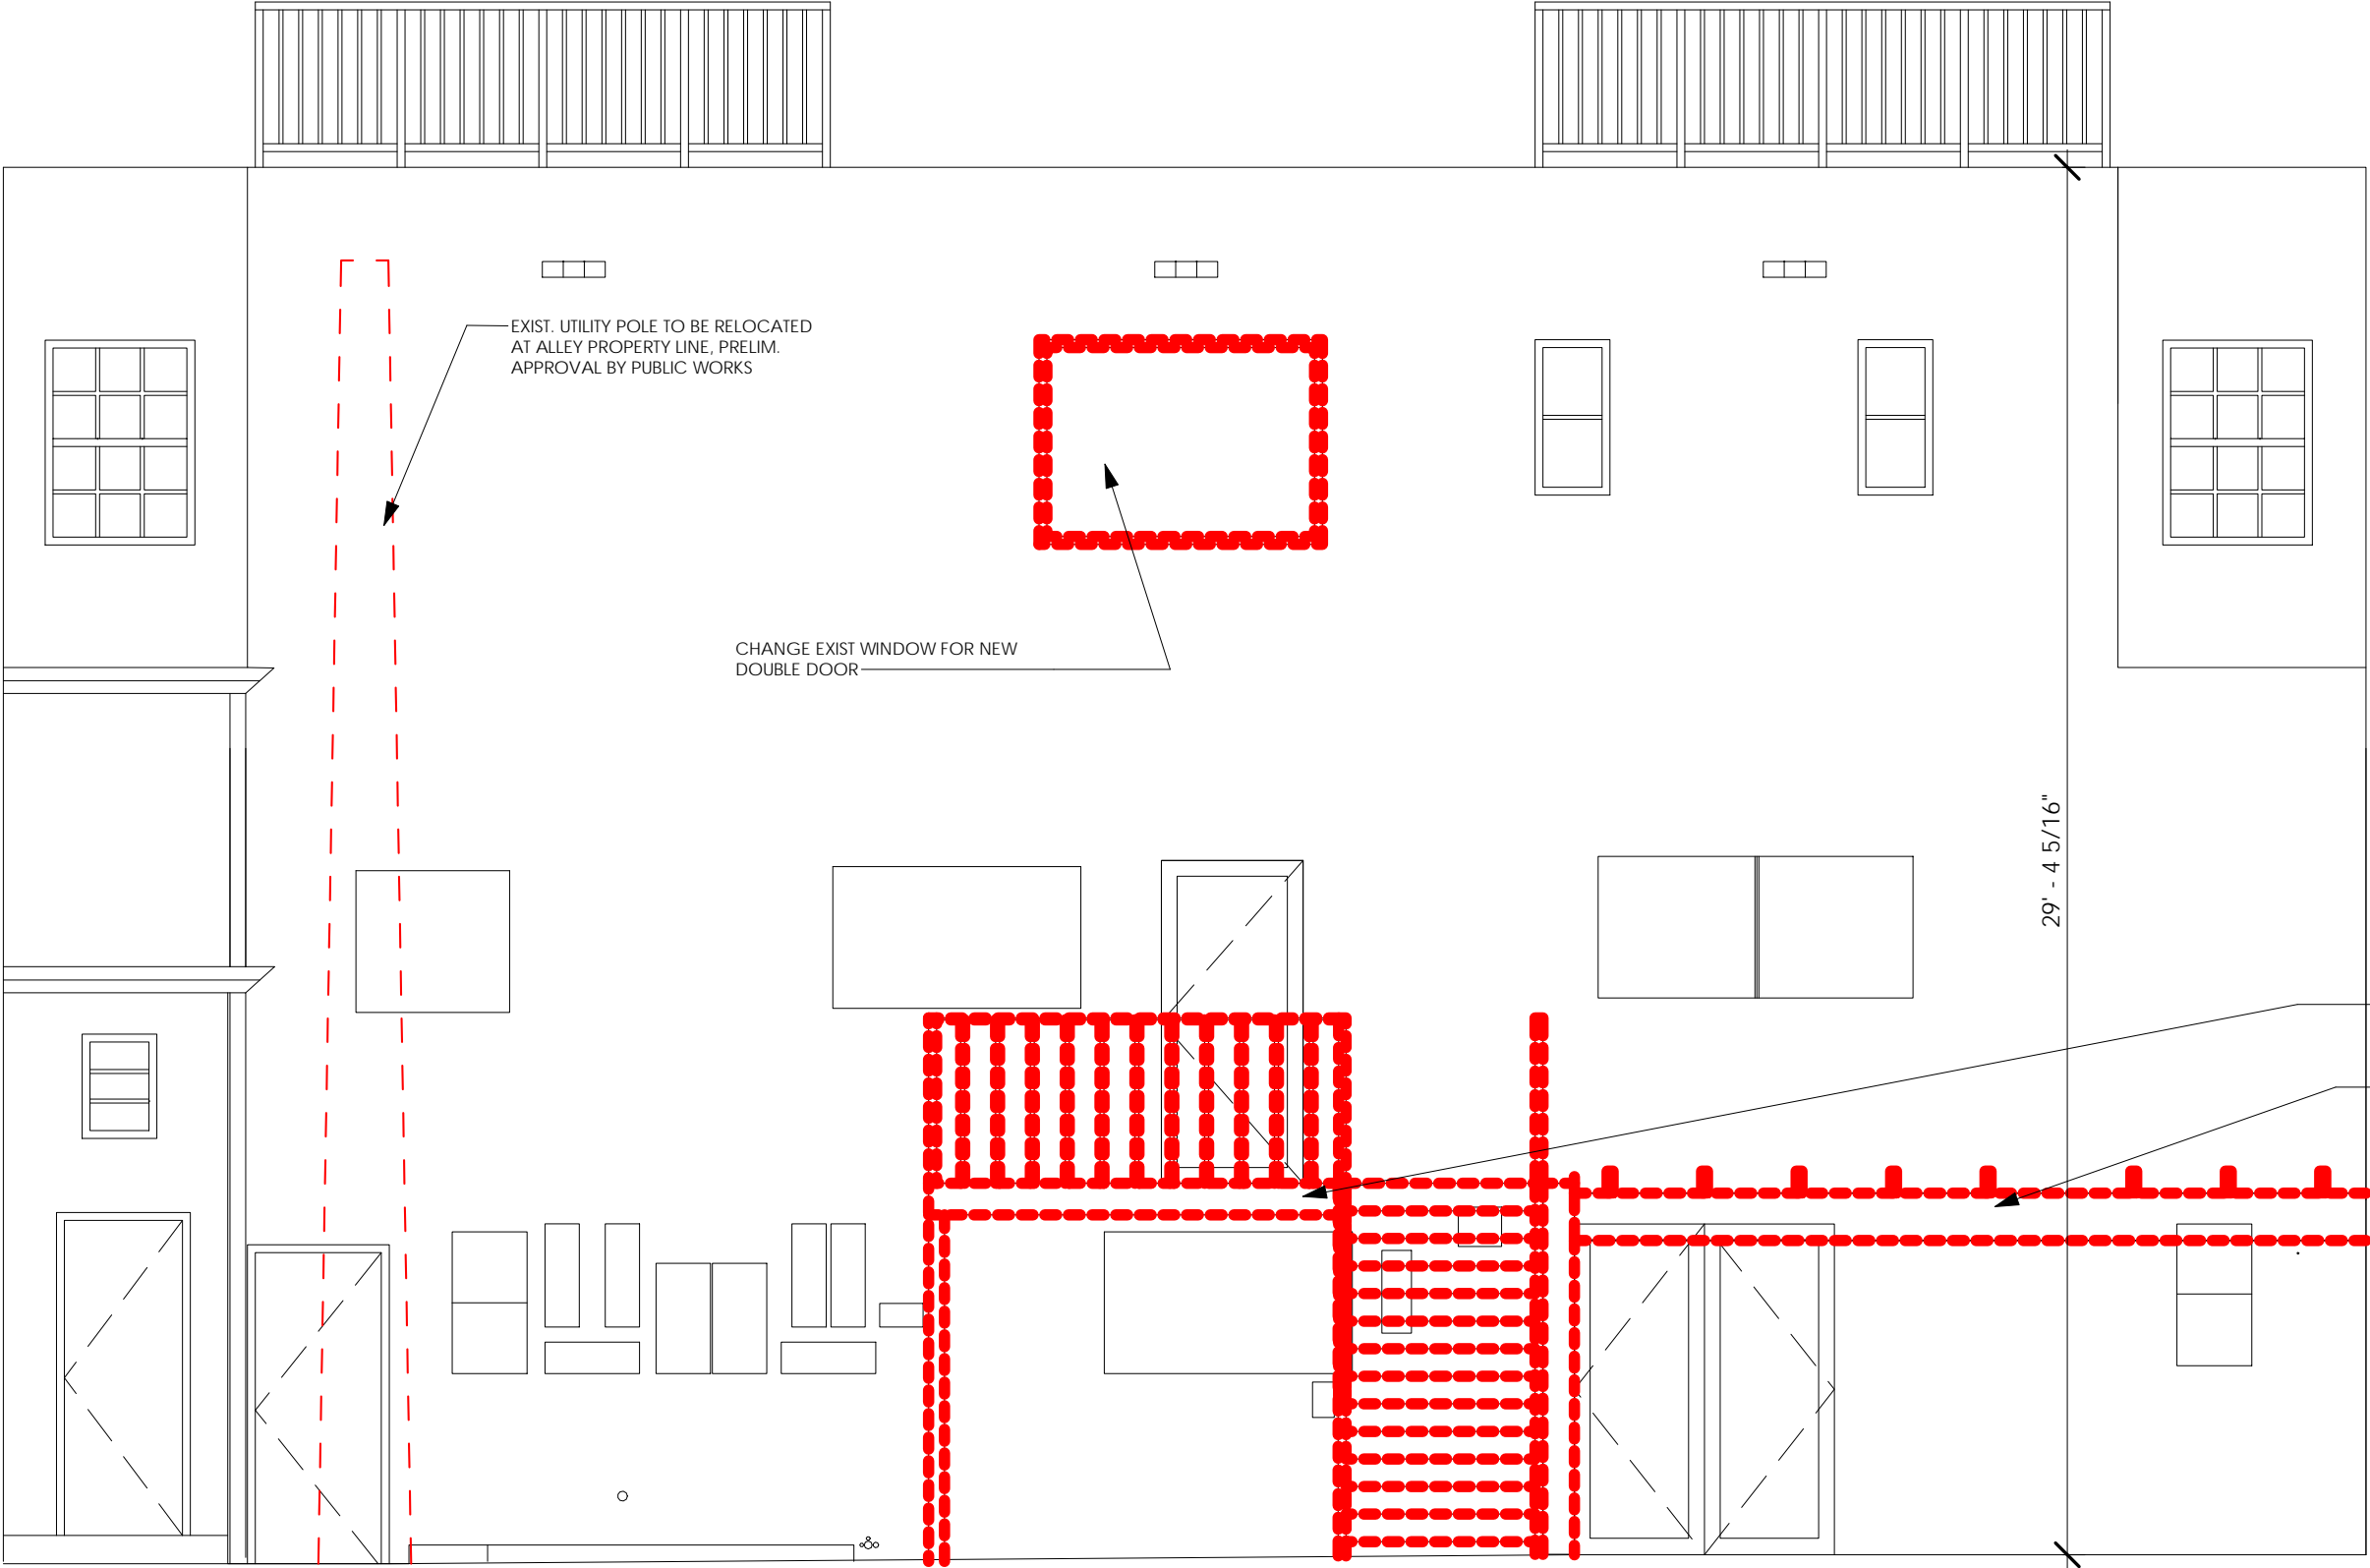 EXIST. UTILITY POLE TO BE RELOCATED
AT ALLEY PROPERTY LINE, PRELIM.
APPROVAL BY PUBLIC WORKS
CHANGE EXIST WINDOW FOR NEW
DOUBLE DOOR
29' - 4 5/16"